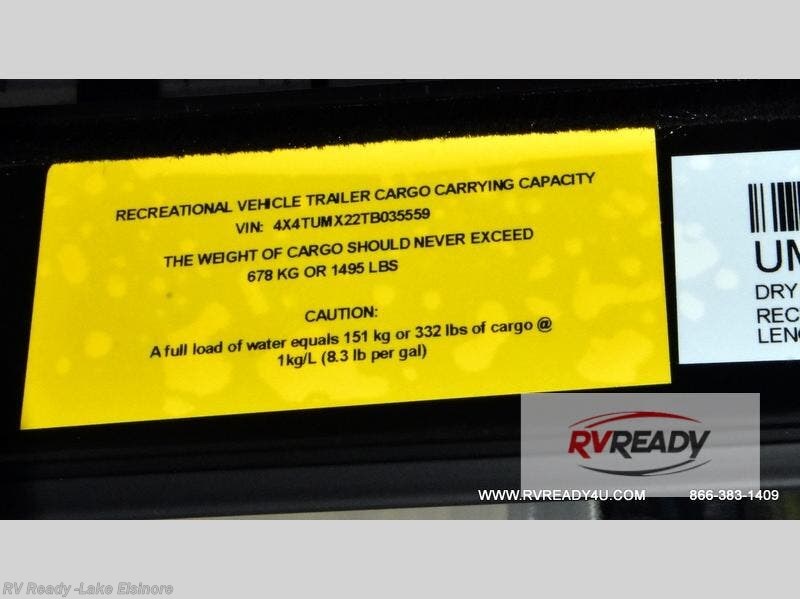 RECREATIONAL VEHICLE TRAILER CARGO CARRYING CAPACITY
VIN: 4X4TUMX22TB035559
THE WEIGHT OF CARGO SHOULD NEVER EXCEED
678 KG OR 1495 LBS
CAUTION:
A full load of water equals 151 kg or 332 lbs of cargo @
1kg/L (8.3 lb per gal)
UM
DRY
REC
LENG
RVREADY
WWW.RVREADY4U.COM 866-383-1409
RV Ready -Lake Elsinore